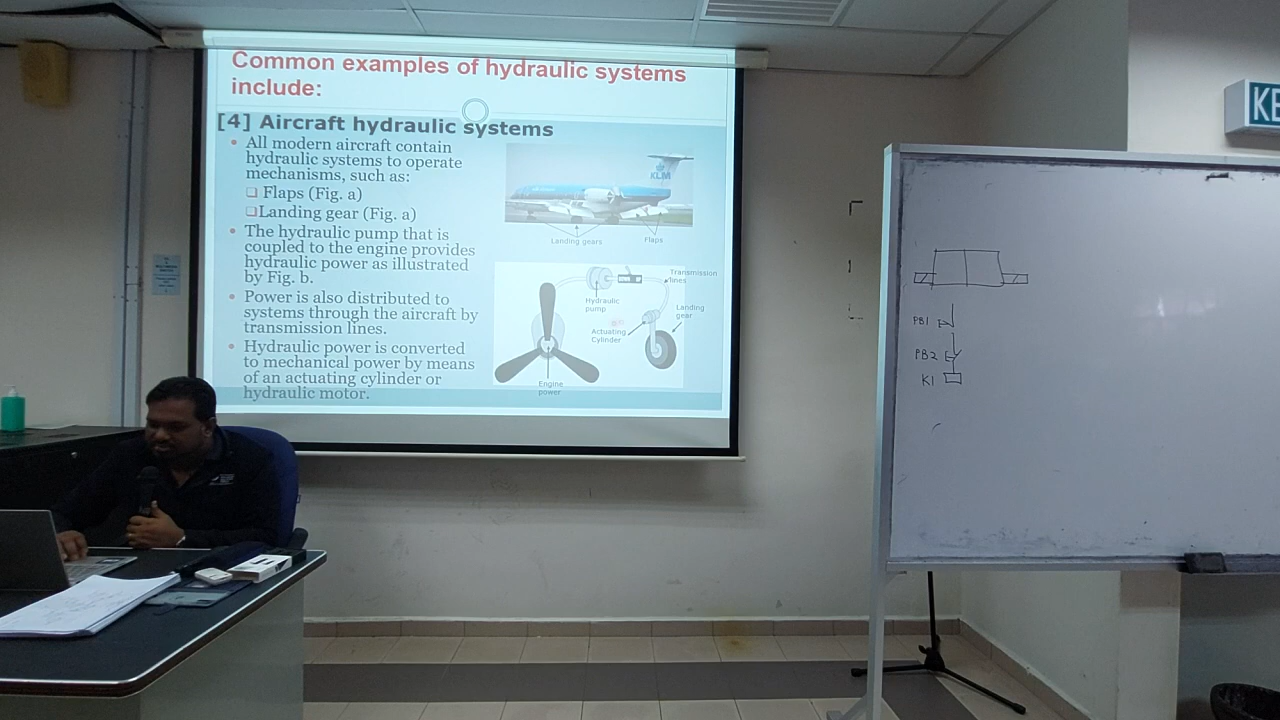 Common examples of hydraulic systems
include:
[4] Aircraft hydraulic systems
All modern aircraft contain
hydraulic systems to operate
mechanisms, such as:
Flaps (Fig. a)
Landing gear (Fig. a)
The hydraulic pump that is
coupled to the engine provides
hydraulic power as illustrated
by Fig. b.
Power is also distributed to
systems through the aircraft by
transmission lines.
Hydraulic power is converted
to mechanical power by means
of an actuating cylinder or
hydraulic motor.
KLM
Landing gears
Flaps
Transmission
lines
Hydraulic
pump
Landing
gear
Actuating
Cylinder
Engine
power
PB1
PB2
K1
KE